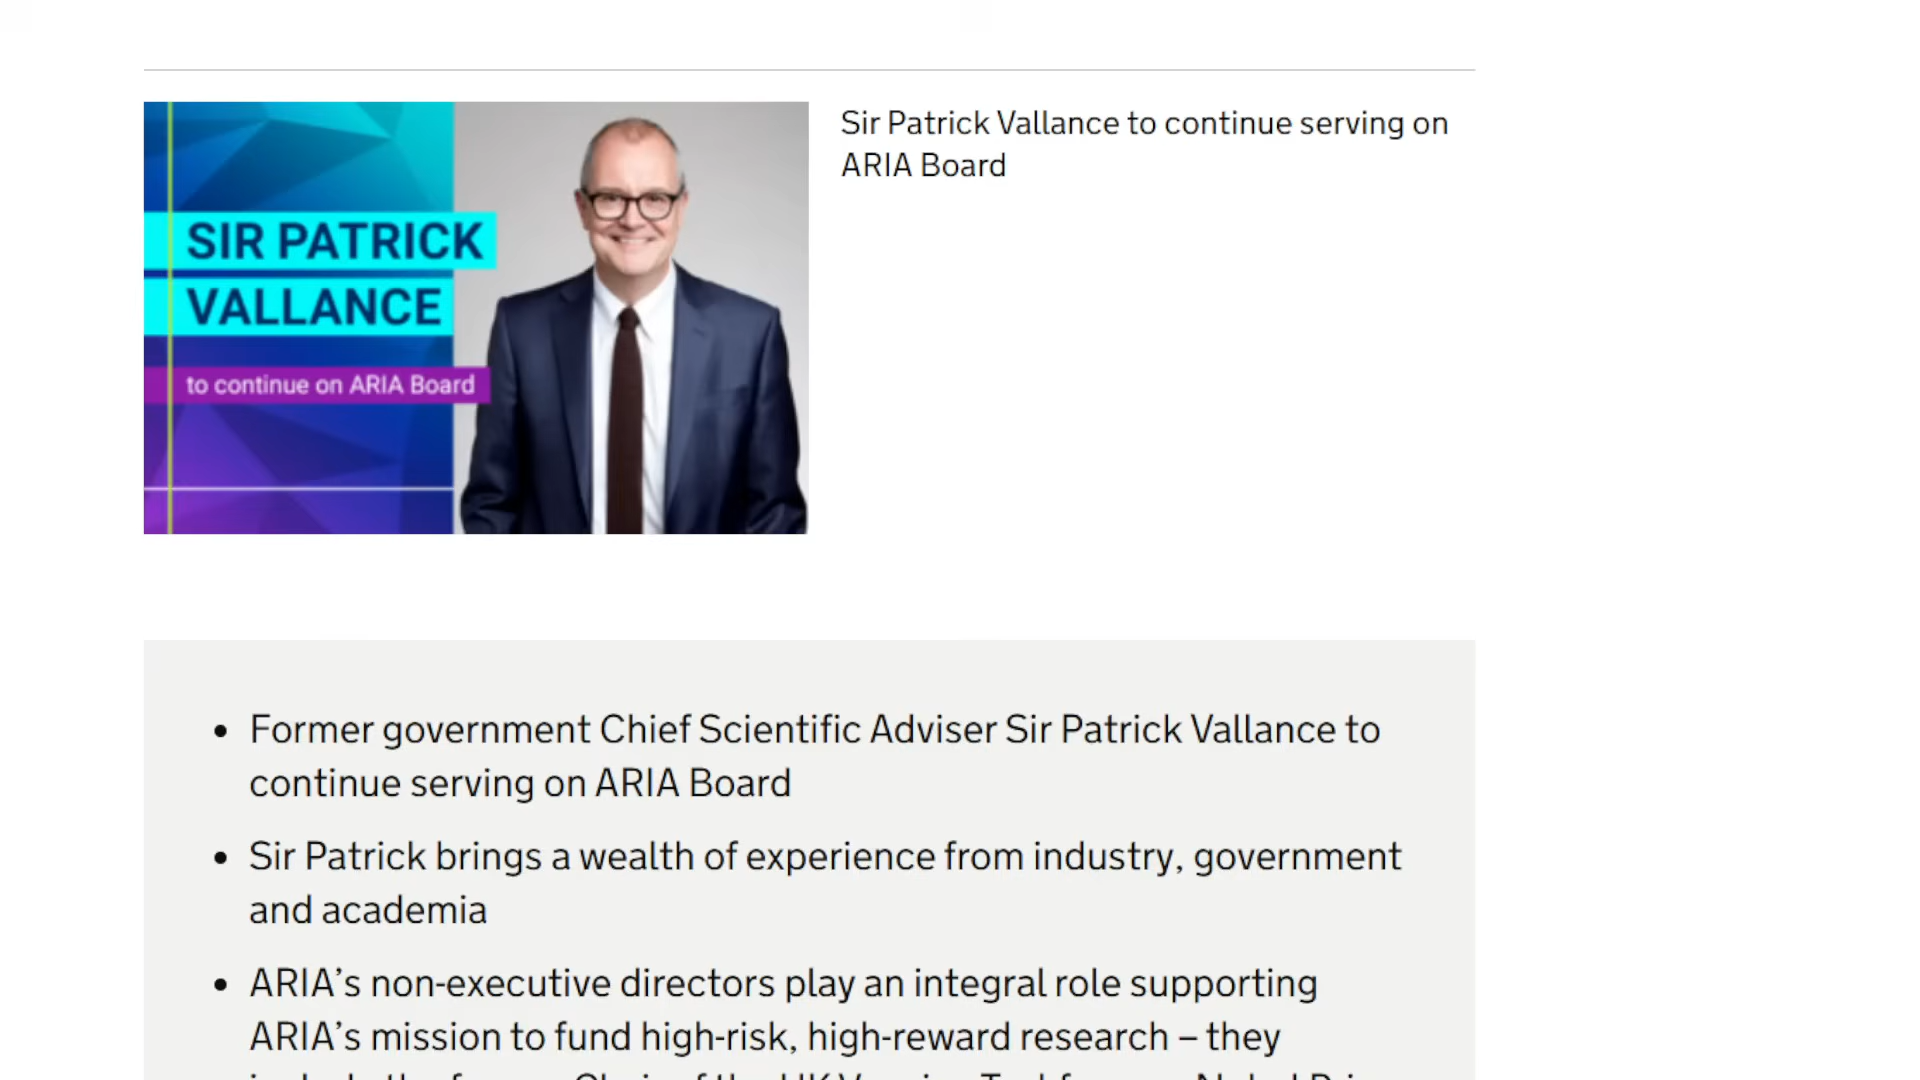 Sir Patrick Vallance to continue serving on
ARIA Board
SIR PATRICK
VALLANCE
to continue on ARIA Board
• Former government Chief Scientific Adviser Sir Patrick Vallance to
continue serving on ARIA Board
• Sir Patrick brings a wealth of experience from industry, government
and academia
• ARIA’s non-executive directors play an integral role supporting
ARIA’s mission to fund high-risk, high-reward research – they